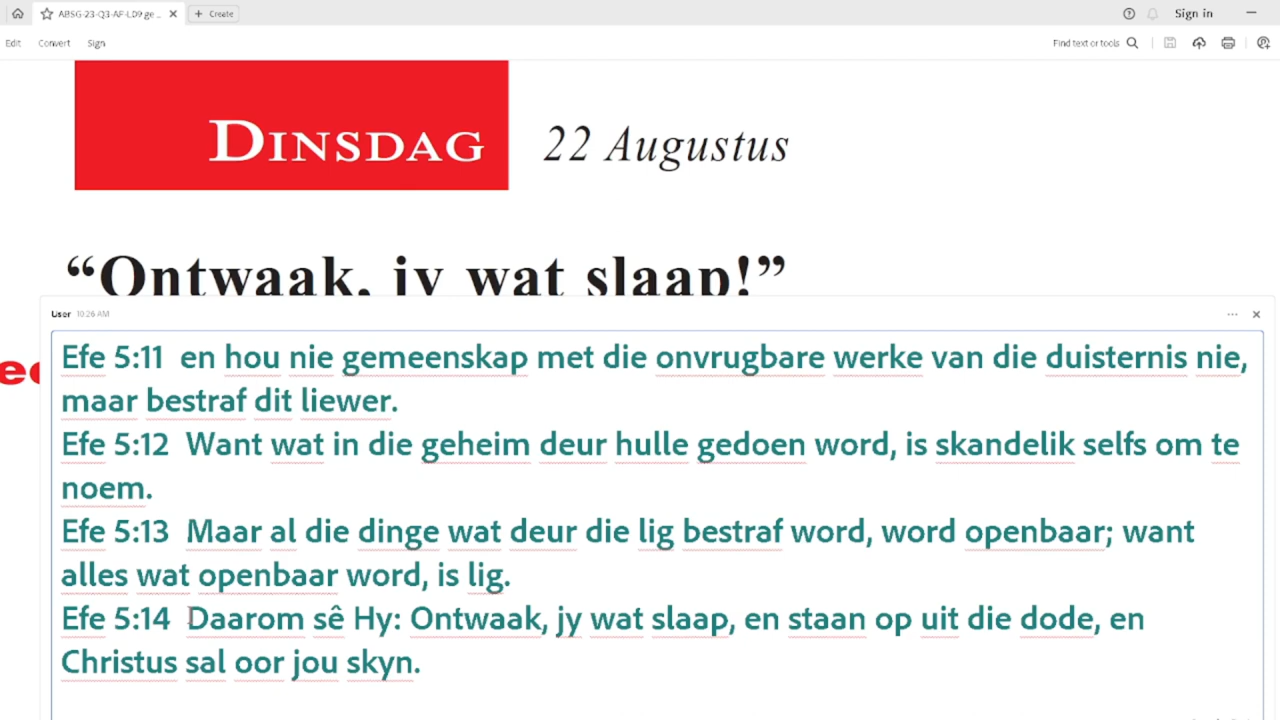 ABSG-23-Q3-AF-LD9 ge ... Create Sign in
Edit Convert Sign Find text or tools
DINSDAG 22 Augustus
“Ontwaak, jy wat slaap!”
User 10:26 AM
Efe 5:11 en hou nie gemeenskap met die onvrugbare werke van die duisternis nie,
maar bestraf dit liewer.
Efe 5:12 Want wat in die geheim deur hulle gedoen word, is skandelik selfs om te
noem.
Efe 5:13 Maar al die dinge wat deur die lig bestraf word, word openbaar; want
alles wat openbaar word, is lig.
Efe 5:14 Daarom sê Hy: Ontwaak, jy wat slaap, en staan op uit die dode, en
Christus sal oor jou skyn.